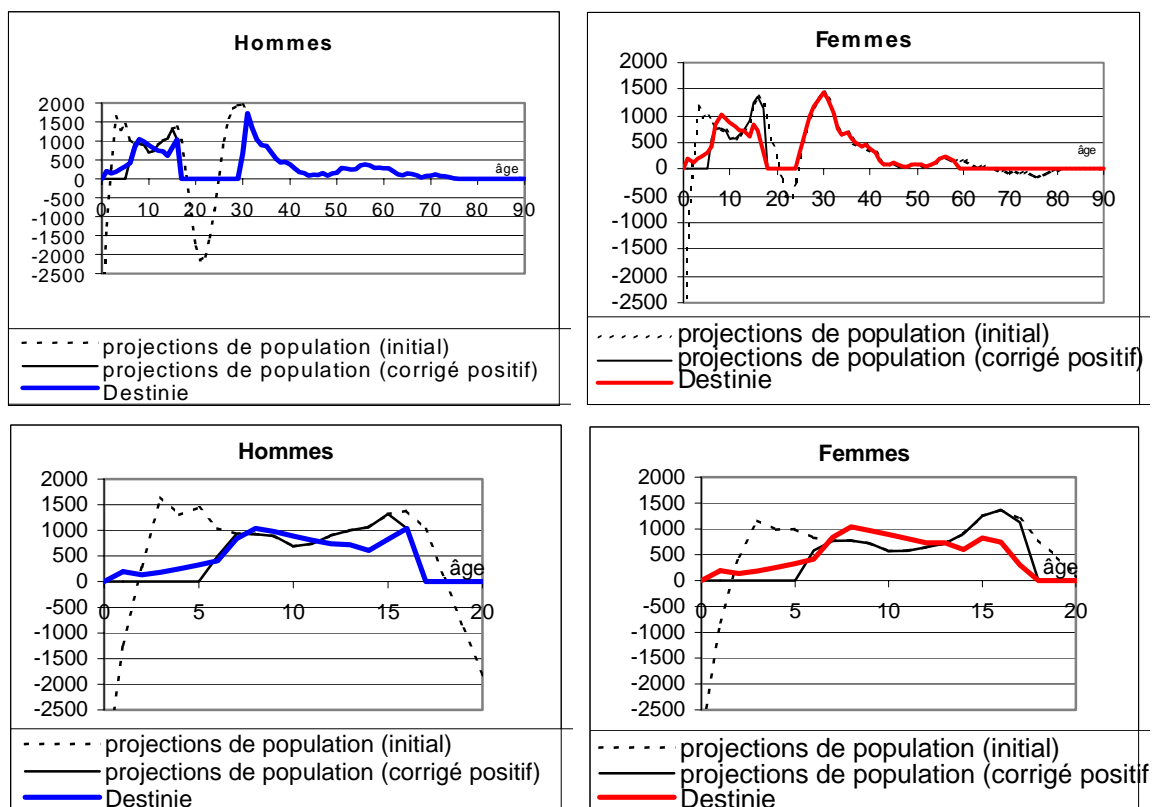 Hommes
2000
1500
1000
500
0
-500
-1000
-1500
-2000
-2500
0 10 20 30 40 50 60 70 80 90
âge
projections de population (initial)
projections de population (corrigé positif)
Destinie
Femmes
2000
1500
1000
500
0
-500
-1000
-1500
-2000
-2500
0 10 20 30 40 50 60 70 80 90
âge
projections de population (initial)
projections de population (corrigé positif)
Destinie
Hommes
2000
1500
1000
500
0
-500
-1000
-1500
-2000
-2500
0 5 10 15 20
âge
projections de population (initial)
projections de population (corrigé positif)
Destinie
Femmes
2000
1500
1000
500
0
-500
-1000
-1500
-2000
-2500
0 5 10 15 20
âge
projections de population (initial)
projections de population (corrigé positif
Destinie